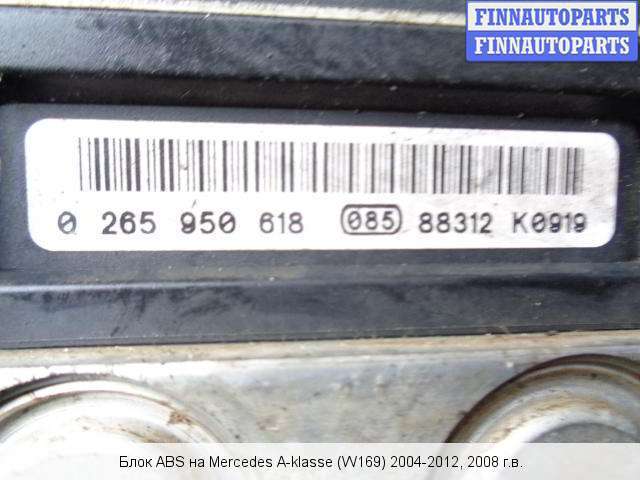 FINNAUTOPARTS
FINNAUTOPARTS
0 265 950 618 085 88312 K0919
Блок ABS на Mercedes A-klasse (W169) 2004-2012, 2008 г.в.